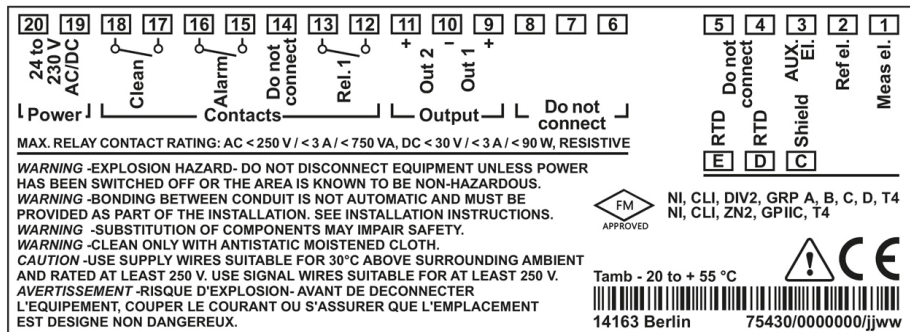 20 19 18 17 16 15 14 13 12 11 10 9 8 7 6
24 to
230 V
AC/DC
Clean
Alarm
Do not
connect
Rel. 1
+ − +
Out 2
Out 1
Power
Contacts
Output
Do not
connect
5 4 3 2 1
Do not
connect
AUX.
El.
Ref el.
Meas el.
RTD
RTD
Shield
E D C
MAX. RELAY CONTACT RATING: AC < 250 V / < 3 A / < 750 VA, DC < 30 V / < 3 A / < 90 W, RESISTIVE
WARNING -EXPLOSION HAZARD- DO NOT DISCONNECT EQUIPMENT UNLESS POWER
HAS BEEN SWITCHED OFF OR THE AREA IS KNOWN TO BE NON-HAZARDOUS.
WARNING -BONDING BETWEEN CONDUIT IS NOT AUTOMATIC AND MUST BE
PROVIDED AS PART OF THE INSTALLATION. SEE INSTALLATION INSTRUCTIONS.
WARNING -SUBSTITUTION OF COMPONENTS MAY IMPAIR SAFETY.
WARNING -CLEAN ONLY WITH ANTISTATIC MOISTENED CLOTH.
CAUTION -USE SUPPLY WIRES SUITABLE FOR 30°C ABOVE SURROUNDING AMBIENT
AND RATED AT LEAST 250 V. USE SIGNAL WIRES SUITABLE FOR AT LEAST 250 V.
AVERTISSEMENT -RISQUE D'EXPLOSION- AVANT DE DECONNECTER
L'EQUIPEMENT, COUPER LE COURANT OU S'ASSURER QUE L'EMPLACEMENT
EST DESIGNE NON DANGEREUX.
FM
APPROVED
NI, CLI, DIV2, GRP A, B, C, D, T4
NI, CLI, ZN2, GPIIC, T4
CE
Tamb - 20 to + 55 °C
14163 Berlin 75430/0000000/jjww